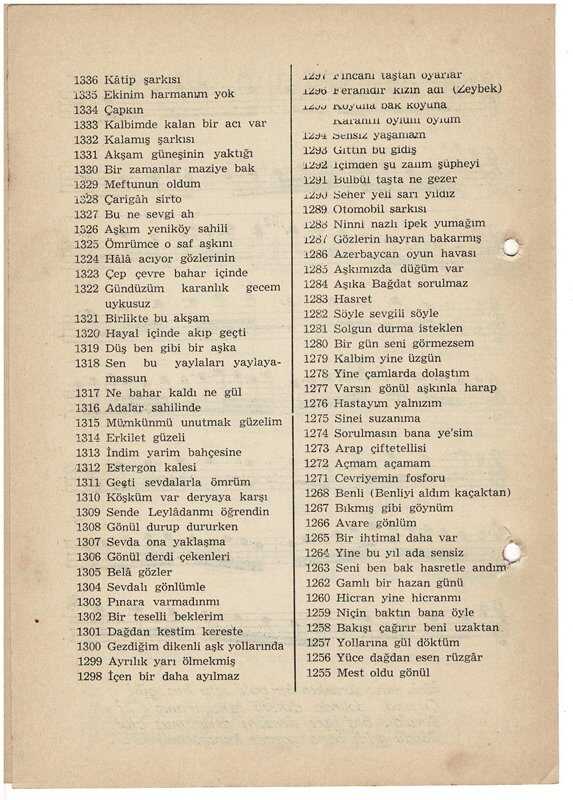 1336 Kâtip şarkısı
1335 Ekinim harmanım yok
1334 Çapkın
1333 Kalbimde kalan bir acı var
1332 Kalamış şarkısı
1331 Akşam güneşinin yaktığı
1330 Bir zamanlar maziye bak
1329 Meftunun oldum
1328 Çarigâh sirto
1327 Bu ne sevgi ah
1326 Aşkım yeniköy sahili
1325 Ömrümce o saf aşkını
1324 Hâlâ acıyor gözlerinin
1323 Çep çevre bahar içinde
1322 Gündüzüm karanlık gecem
uykusuz
1321 Birlikte bu akşam
1320 Hayal içinde akıp geçti
1319 Düş ben gibi bir aşka
1318 Sen bu yaylaları yaylaya-
massun
1317 Ne bahar kaldı ne gül
1316 Adalar sahilinde
1315 Mümkünmü unutmak güzelim
1314 Erkilet güzeli
1313 İndim yarim bahçesine
1312 Estergon kalesi
1311 Geşti sevdalarla ömrüm
1310 Köşküm var deryaya karşı
1309 Sende Leylâdanmı öğrendin
1308 Gönül durup dururken
1307 Sevda ona yaklaşma
1306 Gönül derdi çekenleri
1305 Belâ gözler
1304 Sevdalı gönlümle
1303 Pınara varmadınmı
1302 Bir teselli beklerim
1301 Dağdan kestim kereste
1300 Gezdiğim dikenli aşk yollarında
1299 Ayrılık yarı ölmekmiş
1298 İçen bir daha ayılmaz
1297 Fincanı taştan oyarlar
1296 Ferahidir kızın adı (Zeybek)
1295 Koyuna bak koyuna
oylum oylum
1294 Sensiz yaşamam
1293 Gittin bu gidiş
1292 İçimden şu zalim şüpheyi
1291 Bülbül taşta ne gezer
1290 Seher yeli sarı yıldız
1289 Otomobil sarkısı
1288 Ninni nazlı ipek yumağım
1287 Gözlerin hayran bakarmış
1286 Azerbaycan oyun havası
1285 Aşkımızda düğüm var
1284 Aşıka Bağdat sorulmaz
1283 Hasret
1282 Söyle sevgili söyle
1281 Solgun durma isteklen
1280 Bir gün seni görmezsem
1279 Kalbim yine üzgün
1278 Yine çamlarda dolaştım
1277 Varsın gönül aşkınla harap
1276 Hastayım yalnızım
1275 Sinei suzanıma
1274 Sorulmasın bana ye'sim
1273 Arap çiftetellisi
1272 Açmam açamam
1271 Cevriyemin fosforu
1268 Benli (Benliyi aldım kaçaktan)
1267 Bıkmış gibi göynüm
1266 Avare gönlüm
1265 Bir ihtimal daha var
1264 Yine bu yıl ada sensiz
1263 Seni ben bak hasretle andım
1262 Gamlı bir hazan günü
1260 Hicran yine hicranmı
1259 Niçin baktın bana öyle
1258 Bakışı çağırır beni uzaktan
1257 Yollarına gül döktüm
1256 Yüce dağdan esen rüzgâr
1255 Mest oldu gönül